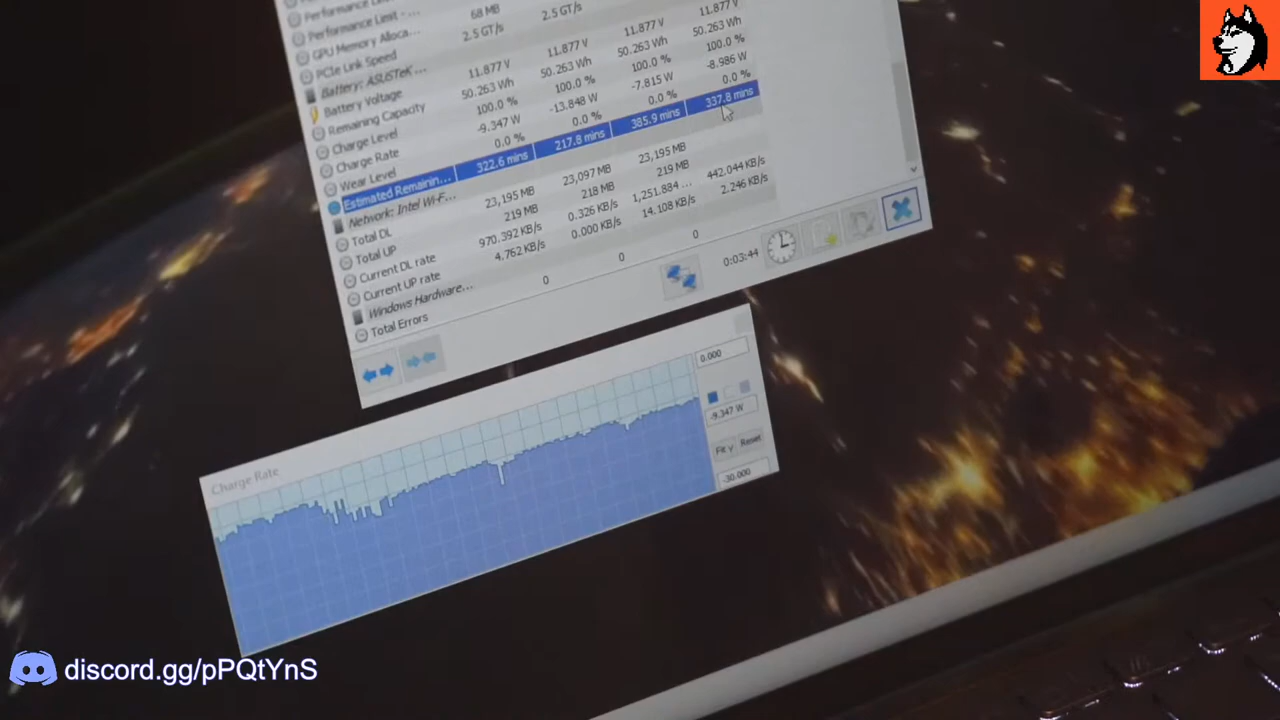 Performance Limit - ...
GPU Memory Alloca... 68 MB
PCIe Link Speed 2.5 GT/s 2.5 GT/s
Battery: ASUSTeK ...
Battery Voltage 11.877 V 11.877 V 11.877 V 11.877 V
Remaining Capacity 50.263 Wh 50.263 Wh 50.263 Wh 50.263 Wh
Charge Level 100.0 % 100.0 % 100.0 % 100.0 %
Charge Rate -9.347 W -13.848 W -7.815 W -8.986 W
Wear Level 0.0 % 0.0 % 0.0 % 0.0 %
Estimated Remainin... 322.6 mins 217.8 mins 385.9 mins 337.8 mins
Network: Intel Wi-F...
Total DL 23,195 MB 23,097 MB 23,195 MB
Total UP 219 MB 218 MB 219 MB
Current DL rate 970.392 KB/s 0.326 KB/s 1,251.884 ... 442.044 KB/s
Current UP rate 4.762 KB/s 0.000 KB/s 14.108 KB/s 2.246 KB/s
Windows Hardware...
Total Errors 0 0 0
0:03:44
Charge Rate
0.000
-9.347 W
Fit Reset
-30.000
discord.gg/pPQtYnS